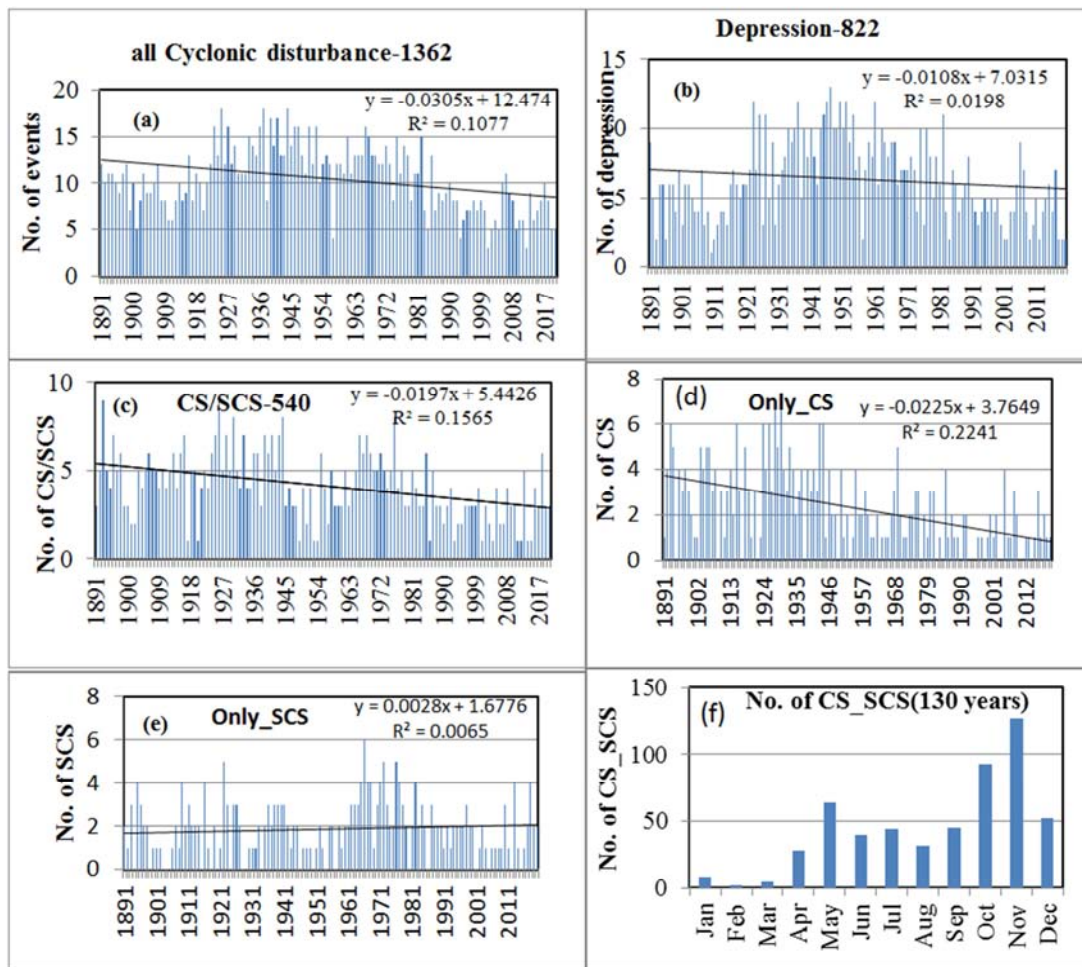 all Cyclonic disturbance-1362
(a)
y = -0.0305x + 12.474
R² = 0.1077
No. of events
20
15
10
5
0
1891
1900
1909
1918
1927
1936
1945
1954
1963
1972
1981
1990
1999
2008
2017
Depression-822
(b)
y = -0.0108x + 7.0315
R² = 0.0198
No. of depression
15
10
5
0
1891
1901
1911
1921
1931
1941
1951
1961
1971
1981
1991
2001
2011
(c)
CS/SCS-540
y = -0.0197x + 5.4426
R² = 0.1565
No. of CS/SCS
10
5
0
1891
1900
1909
1918
1927
1936
1945
1954
1963
1972
1981
1990
1999
2008
2017
(d)
Only_CS
y = -0.0225x + 3.7649
R² = 0.2241
No. of CS
8
6
4
2
0
1891
1902
1913
1924
1935
1946
1957
1968
1979
1990
2001
2012
(e)
Only_SCS
y = 0.0028x + 1.6776
R² = 0.0065
No. of SCS
8
6
4
2
0
1891
1901
1911
1921
1931
1941
1951
1961
1971
1981
1991
2001
2011
(f)
No. of CS_SCS(130 years)
No. of CS_SCS
150
100
50
0
Jan
Feb
Mar
Apr
May
Jun
Jul
Aug
Sep
Oct
Nov
Dec